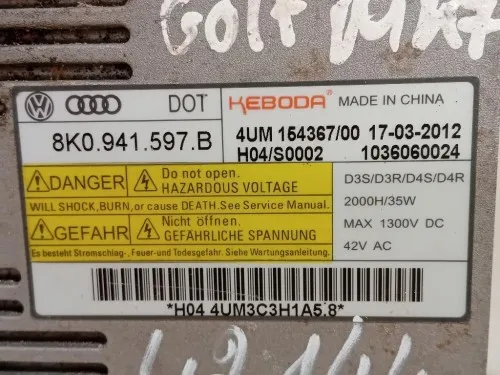 GOLF MK7
DOT KEBODA MADE IN CHINA
8K0.941.597.B
4UM 154367/00 17-03-2012
H04/S0002 1036060024
DANGER Do not open. HAZARDOUS VOLTAGE
WILL SHOCK,BURN,or cause DEATH.See Service Manual.
GEFAHR Nicht öffnen. GEFÄHRLICHE SPANNUNG
Es besteht Stromschlag-,Feuer-und Todesgefahr. Siehe Wartungsanleitung.
D3S/D3R/D4S/D4R
2000H/35W
MAX 1300V DC
42V AC
*H04 4UM3C3H1A5.8*